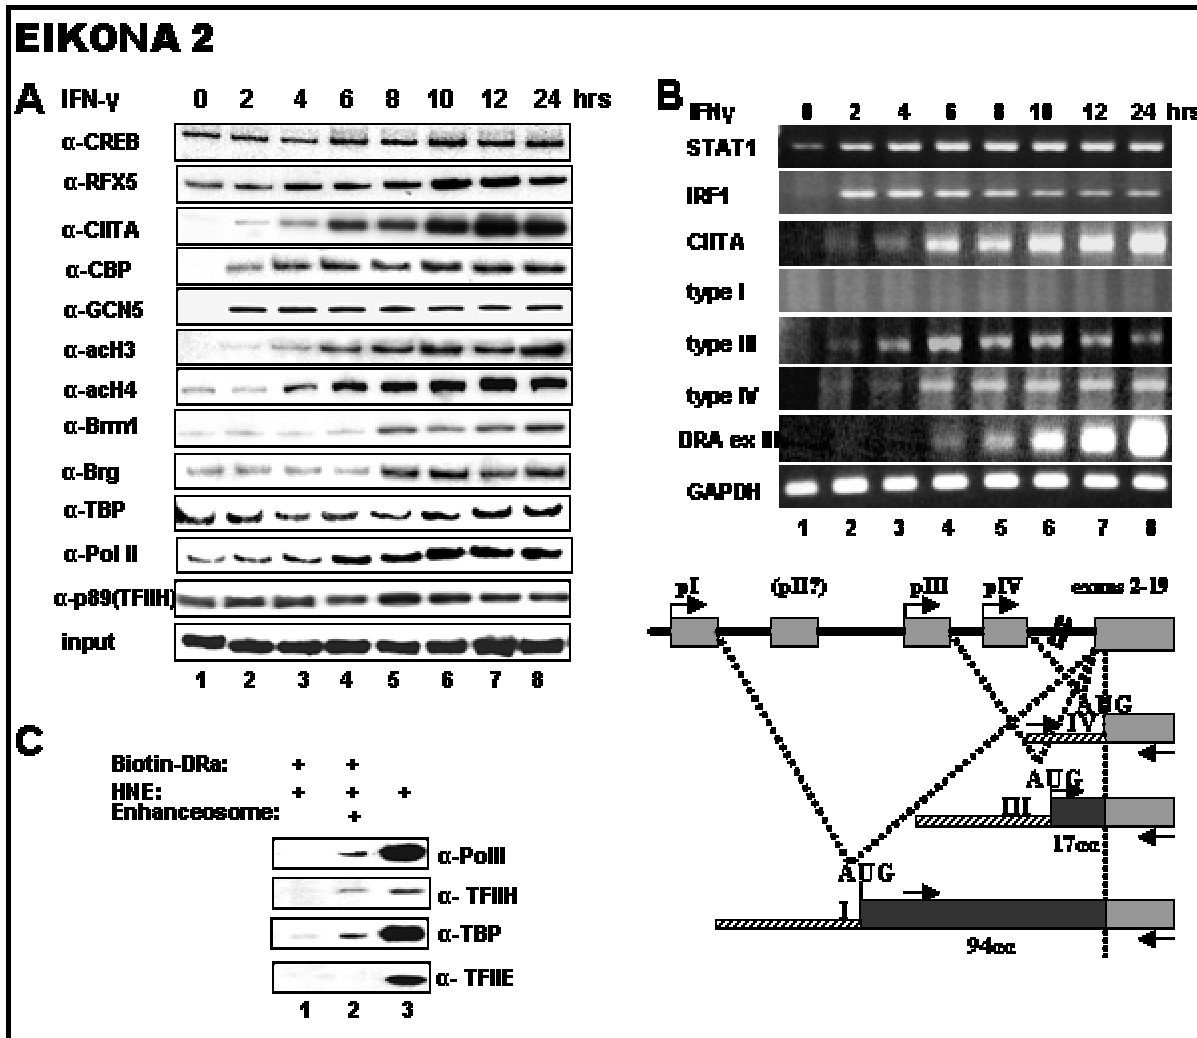 ΕΙΚΟΝΑ 2
A IFN-γ 0 2 4 6 8 10 12 24 hrs
α-CREB
α-RFX5
α-CIITA
α-CBP
α-GCN5
α-acH3
α-acH4
α-Brm1
α-Brg
α-TBP
α-Pol II
α-p89(TFIIH)
input
1 2 3 4 5 6 7 8
B IFNγ 0 2 4 6 8 10 12 24 hrs
STAT1
IRF1
CIITA
type I
type III
type IV
DRA ex III
GAPDH
1 2 3 4 5 6 7 8
pI (pII?) pIII pIV exons 2-19
AUG
IV
AUG
III
17αα
AUG
I
94αα
C
Biotin-DRa: + +
HNE: + + +
Enhanceosome: +
α-PolII
α- TFIIH
α-TBP
α- TFIIE
1 2 3